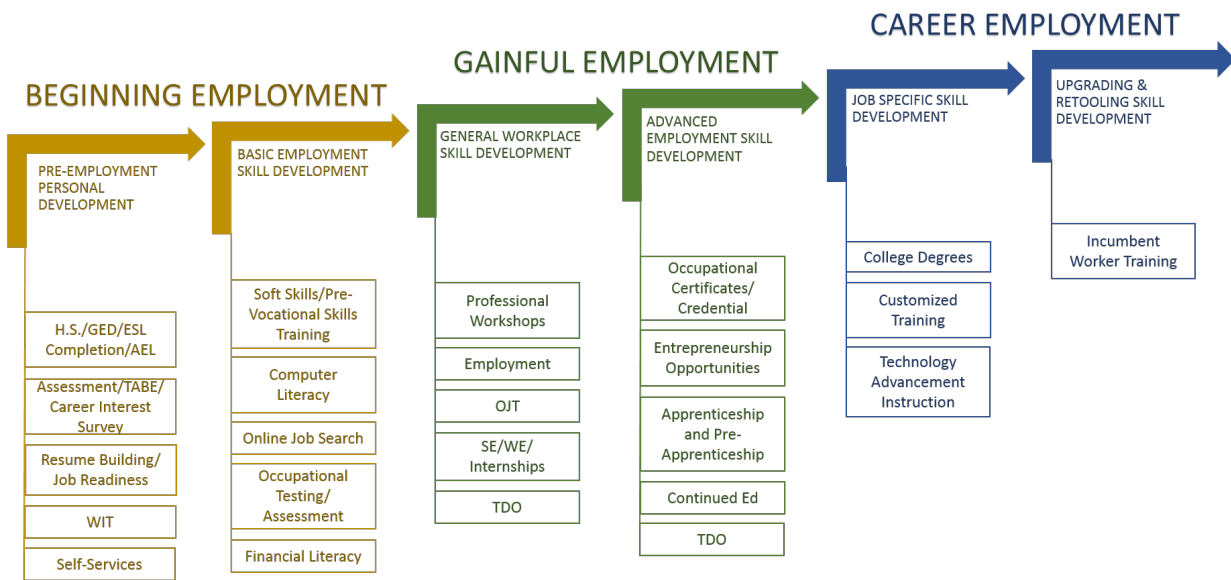 BEGINNING EMPLOYMENT
PRE-EMPLOYMENT
PERSONAL
DEVELOPMENT
H.S./GED/ESL
Completion/AEL
Assessment/TABE/
Career Interest
Survey
Resume Building/
Job Readiness
WIT
Self-Services
BASIC EMPLOYMENT
SKILL DEVELOPMENT
Soft Skills/Pre-
Vocational Skills
Training
Computer
Literacy
Online Job Search
Occupational
Testing/
Assessment
Financial Literacy
GAINFUL EMPLOYMENT
GENERAL WORKPLACE
SKILL DEVELOPMENT
Professional
Workshops
Employment
OJT
SE/WE/
Internships
TDO
ADVANCED
EMPLOYMENT SKILL
DEVELOPMENT
Occupational
Certificates/
Credential
Entrepreneurship
Opportunities
Apprenticeship
and Pre-
Apprenticeship
Continued Ed
TDO
CAREER EMPLOYMENT
JOB SPECIFIC SKILL
DEVELOPMENT
College Degrees
Customized
Training
Technology
Advancement
Instruction
UPGRADING &
RETOOLING SKILL
DEVELOPMENT
Incumbent
Worker Training